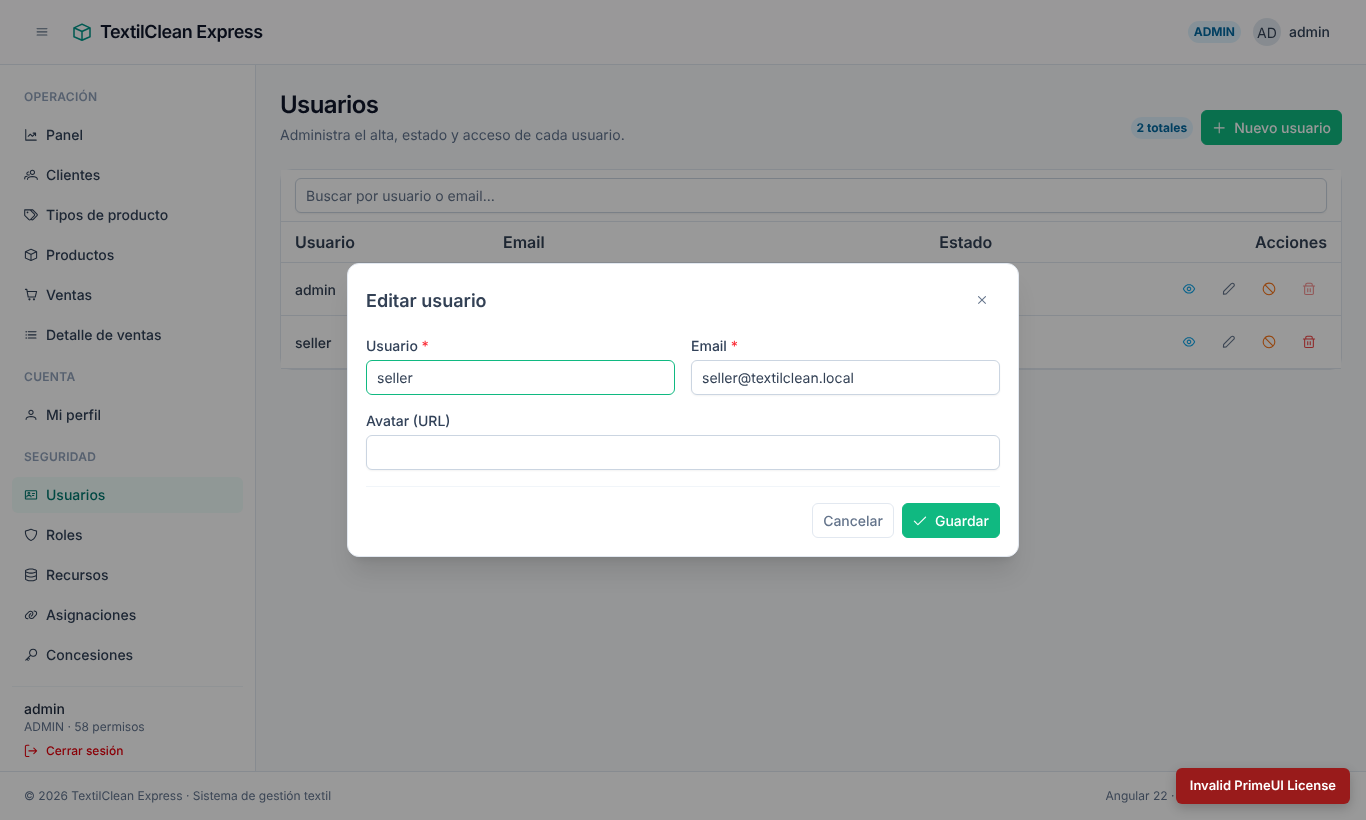 TextilClean Express
ADMIN
AD
admin
OPERACIÓN
Panel
Clientes
Tipos de producto
Productos
Ventas
Detalle de ventas
CUENTA
Mi perfil
SEGURIDAD
Usuarios
Roles
Recursos
Asignaciones
Concesiones
admin
ADMIN · 58 permisos
Cerrar sesión
Usuarios
Administra el alta, estado y acceso de cada usuario.
2 totales
Nuevo usuario
Buscar por usuario o email...
Usuario Email Estado Acciones
admin
seller
Editar usuario
Usuario * Email *
seller seller@textilclean.local
Avatar (URL)
Cancelar Guardar
© 2026 TextilClean Express · Sistema de gestión textil
Angular 22 ·
Invalid PrimeUI License